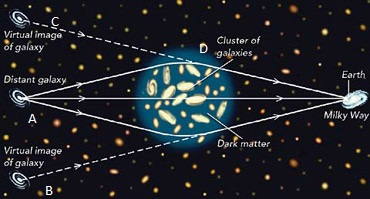 C
Virtual image
of galaxy
D
Cluster of
galaxies
Distant galaxy
Earth
A
Milky Way
Dark matter
Virtual image
of galaxy
B